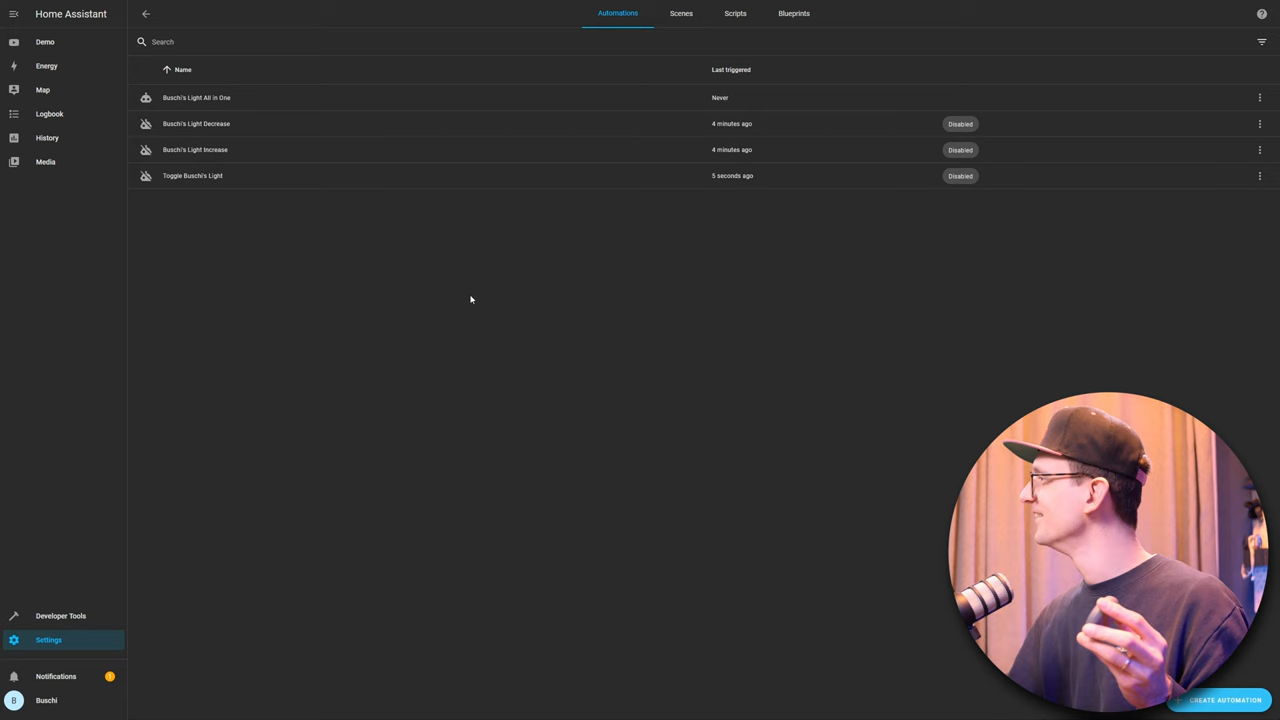 Home Assistant
Automations
Scenes
Scripts
Blueprints
Demo
Search
Energy
Name
Last triggered
Map
Buschi's Light All in One
Never
Logbook
Buschi's Light Decrease
4 minutes ago
Disabled
History
Buschi's Light Increase
4 minutes ago
Disabled
Media
Toggle Buschi's Light
5 seconds ago
Disabled
Developer Tools
Settings
Notifications
1
B
Buschi
CREATE AUTOMATION